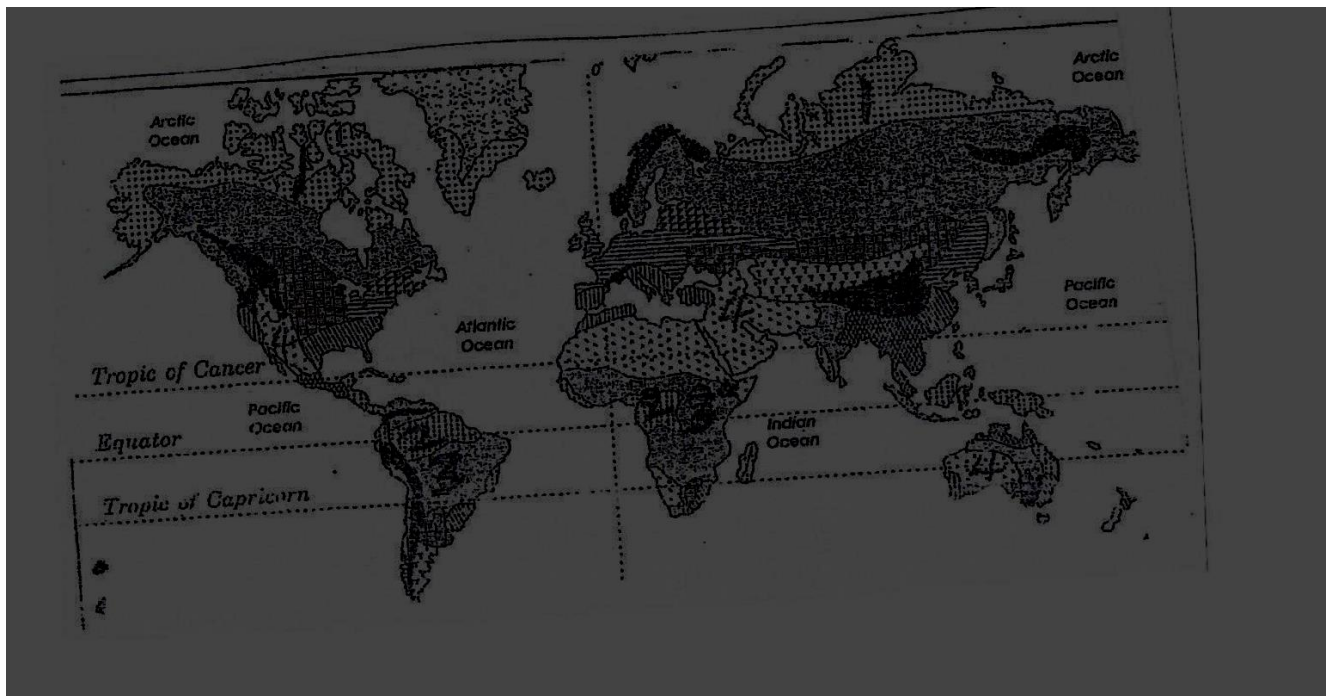 Arctic
Ocean
Arctic
Ocean
0°
Pacific
Ocean
Atlantic
Ocean
Tropic of Cancer
Pacific
Ocean
Equator
Indian
Ocean
Tropic of Capricorn